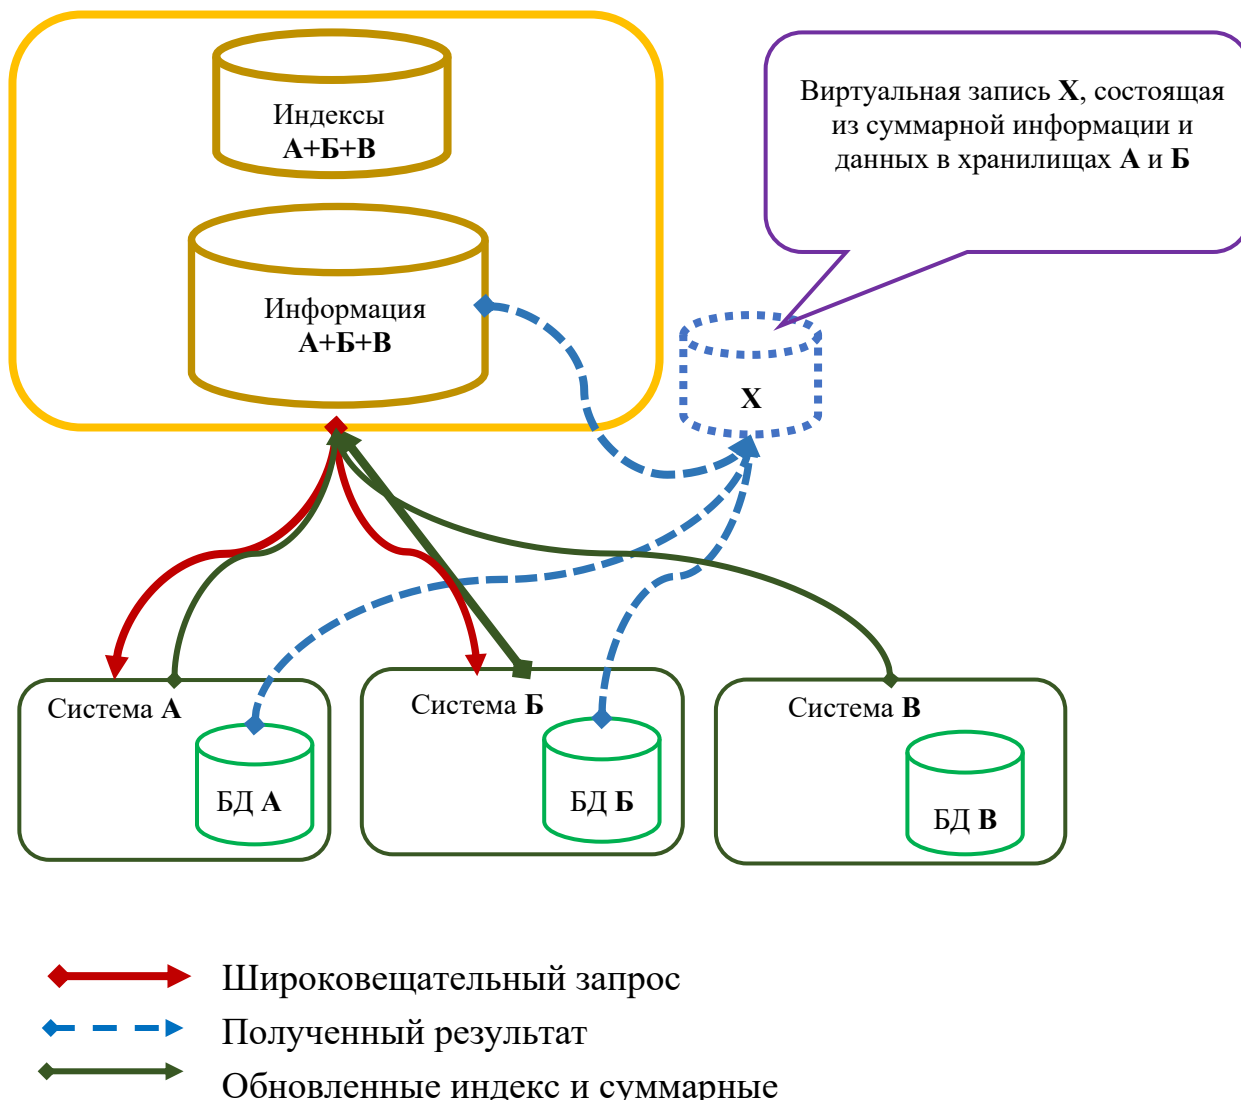 Индексы
А+Б+В
Информация
А+Б+В
Виртуальная запись X, состоящая
из суммарной информации и
данных в хранилищах А и Б
X
Система А
БД А
Система Б
БД Б
Система В
БД В
Широковещательный запрос
Полученный результат
Обновленные индекс и суммарные